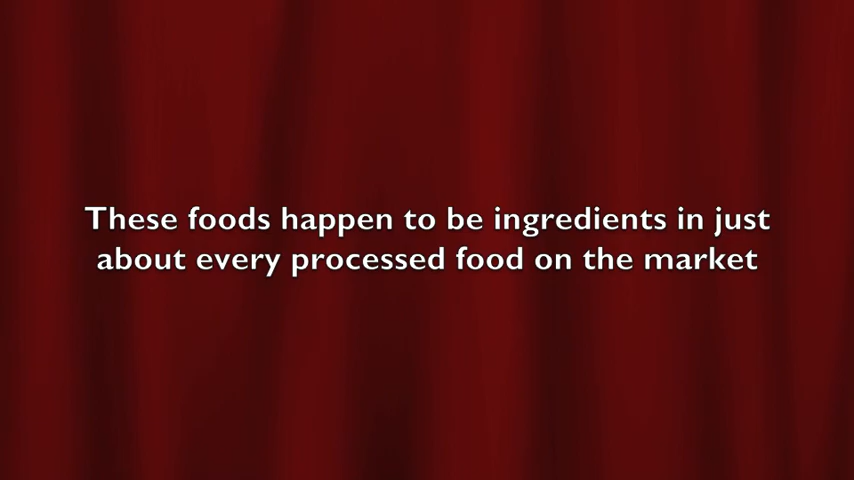 These foods happen to be ingredients in just
about every processed food on the market